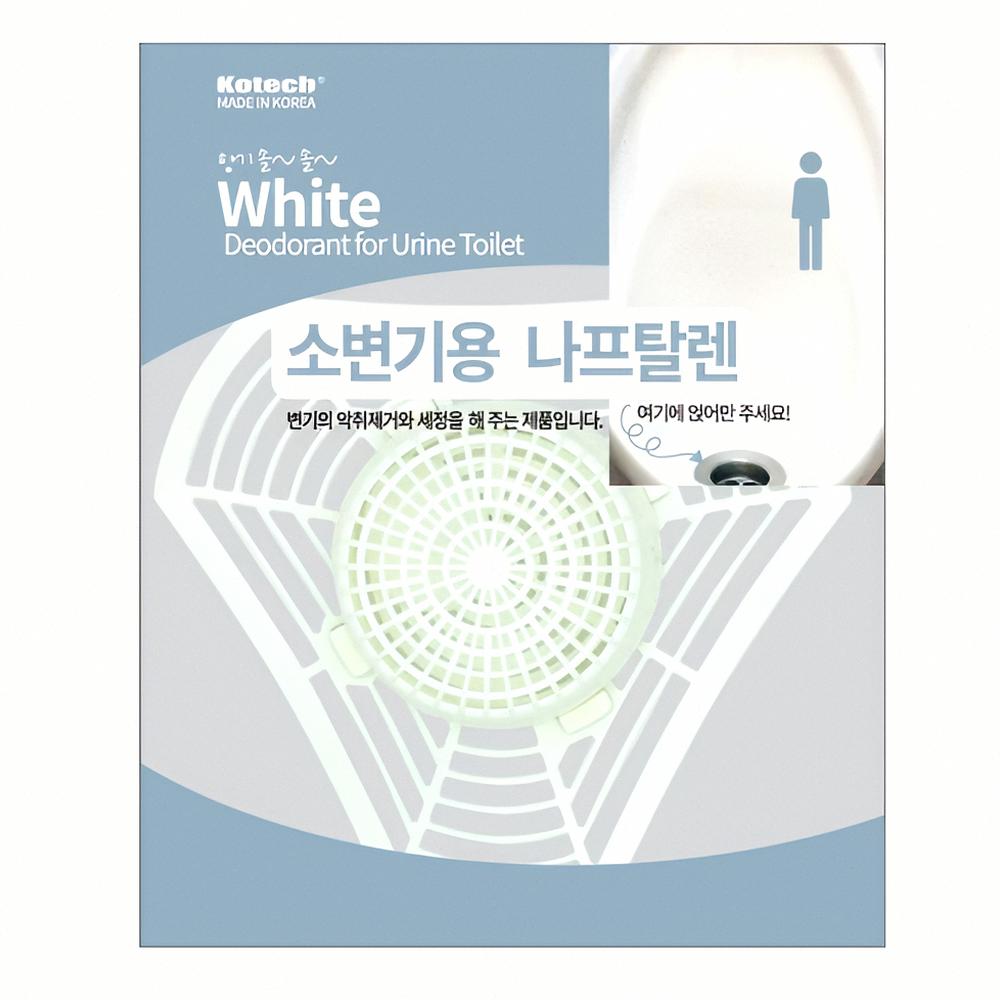 Kotech®
MADE IN KOREA
향기 솔~ 솔~
White
Deodorant for Urine Toilet
소변기용 나프탈렌
변기의 악취제거와 세정을 해 주는 제품입니다.
여기에 얹어만 주세요!